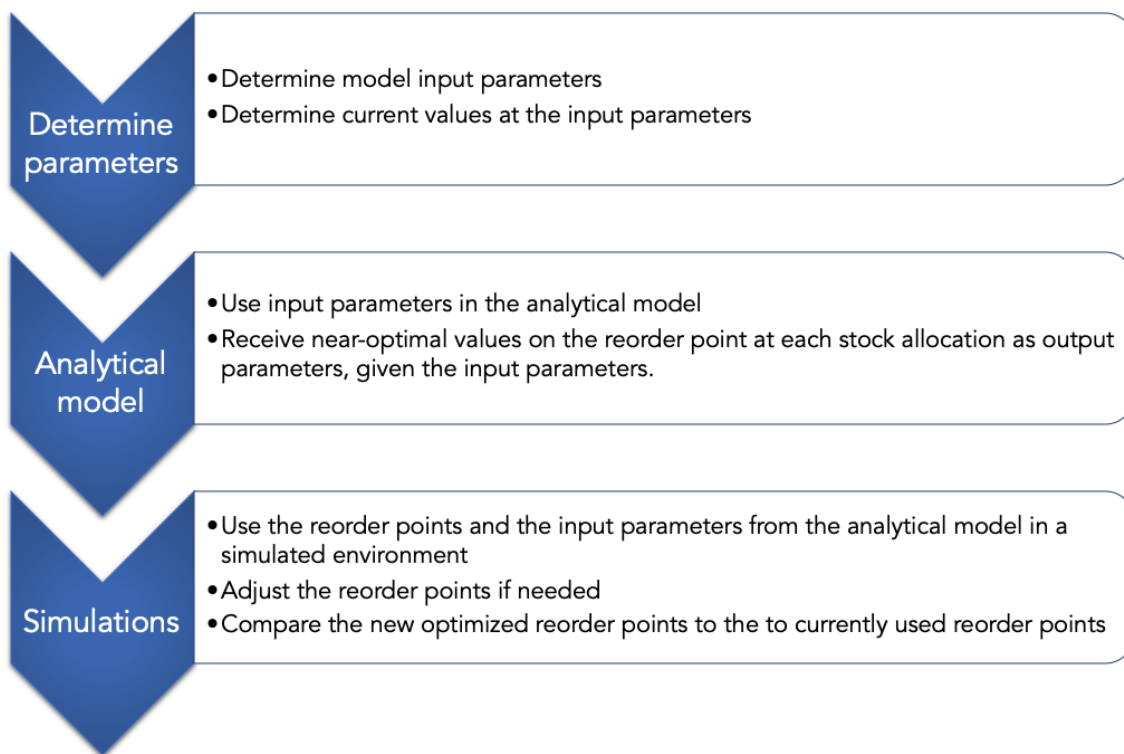 Determine
parameters
•Determine model input parameters
•Determine current values at the input parameters
Analytical
model
•Use input parameters in the analytical model
•Receive near-optimal values on the reorder point at each stock allocation as output
parameters, given the input parameters.
Simulations
•Use the reorder points and the input parameters from the analytical model in a
simulated environment
•Adjust the reorder points if needed
•Compare the new optimized reorder points to the to currently used reorder points